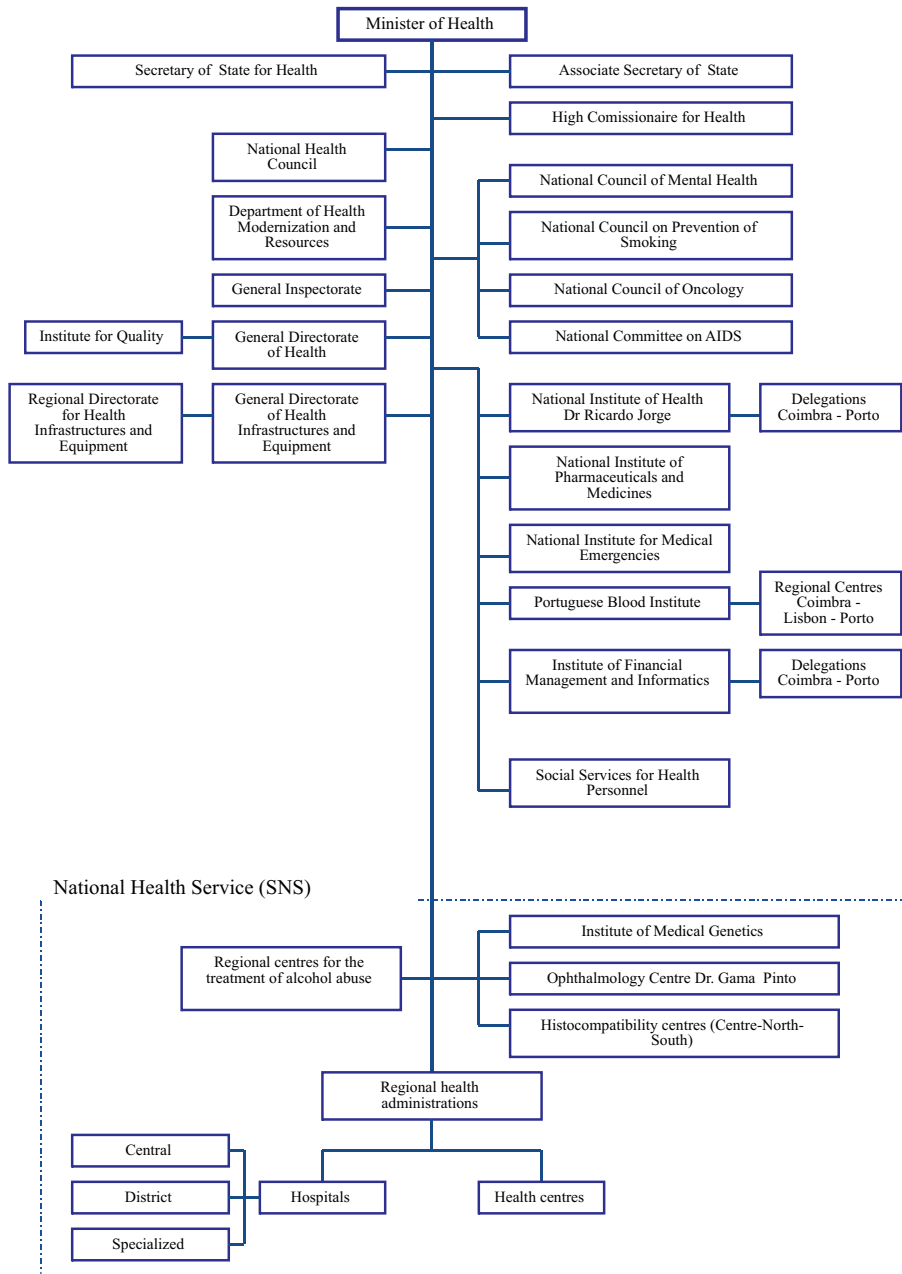 Minister of Health
Secretary of State for Health
Associate Secretary of State
High Comissionaire for Health
National Health
Council
National Council of Mental Health
Department of Health
Modernization and
Resources
National Council on Prevention of
Smoking
General Inspectorate
National Council of Oncology
Institute for Quality
General Directorate
of Health
National Committee on AIDS
Regional Directorate
for Health
Infrastructures and
Equipment
General Directorate
of Health
Infrastructures and
Equipment
National Institute of Health
Dr Ricardo Jorge
Delegations
Coimbra - Porto
National Institute of
Pharmaceuticals and
Medicines
National Institute for Medical
Emergencies
Portuguese Blood Institute
Regional Centres
Coimbra -
Lisbon - Porto
Institute of Financial
Management and Informatics
Delegations
Coimbra - Porto
Social Services for Health
Personnel
National Health Service (SNS)
Regional centres for the
treatment of alcohol abuse
Institute of Medical Genetics
Ophthalmology Centre Dr. Gama Pinto
Histocompatibility centres (Centre-North-
South)
Regional health
administrations
Central
District
Specialized
Hospitals
Health centres